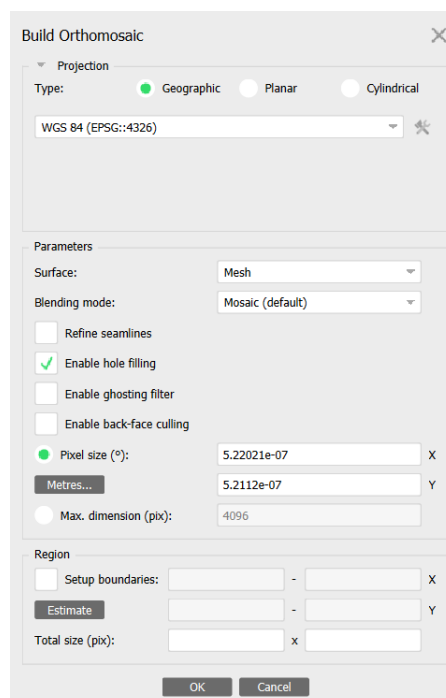 Build Orthomosaic
Projection
Type: Geographic Planar Cylindrical
WGS 84 (EPSG::4326)
Parameters
Surface: Mesh
Blending mode: Mosaic (default)
Refine seamlines
Enable hole filling
Enable ghosting filter
Enable back-face culling
Pixel size (°): 5.22021e-07 X
Metres... 5.2112e-07 Y
Max. dimension (pix): 4096
Region
Setup boundaries: - X
Estimate - Y
Total size (pix): x
OK Cancel